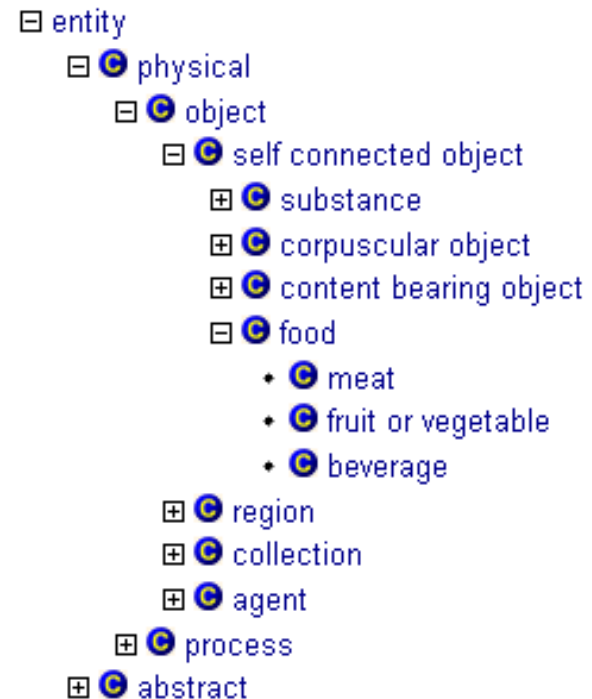 entity
C physical
C object
C self connected object
C substance
C corpuscular object
C content bearing object
C food
C meat
C fruit or vegetable
C beverage
C region
C collection
C agent
C process
C abstract